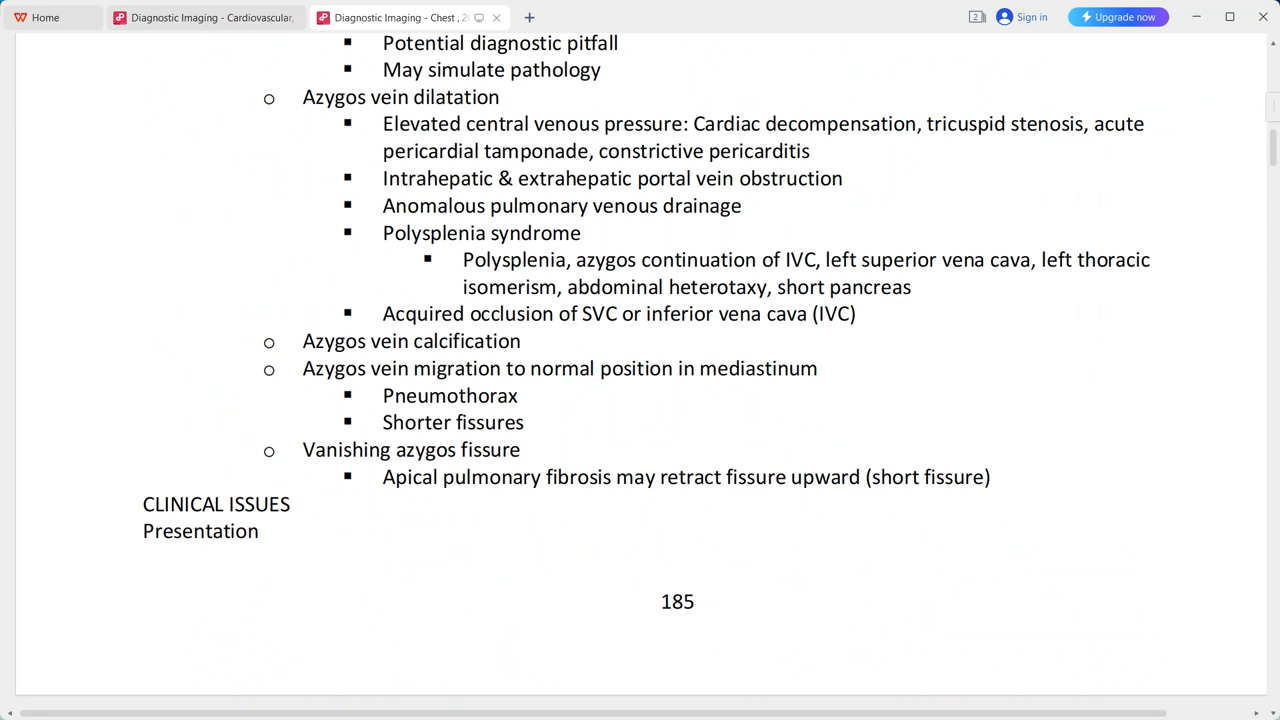 Home
Diagnostic Imaging - Cardiovascular,
Diagnostic Imaging - Chest , 20
2
Sign in
Upgrade now
▪ Potential diagnostic pitfall
▪ May simulate pathology
o Azygos vein dilatation
▪ Elevated central venous pressure: Cardiac decompensation, tricuspid stenosis, acute
pericardial tamponade, constrictive pericarditis
▪ Intrahepatic & extrahepatic portal vein obstruction
▪ Anomalous pulmonary venous drainage
▪ Polysplenia syndrome
▪ Polysplenia, azygos continuation of IVC, left superior vena cava, left thoracic
isomerism, abdominal heterotaxy, short pancreas
▪ Acquired occlusion of SVC or inferior vena cava (IVC)
o Azygos vein calcification
o Azygos vein migration to normal position in mediastinum
▪ Pneumothorax
▪ Shorter fissures
o Vanishing azygos fissure
▪ Apical pulmonary fibrosis may retract fissure upward (short fissure)
CLINICAL ISSUES
Presentation
185